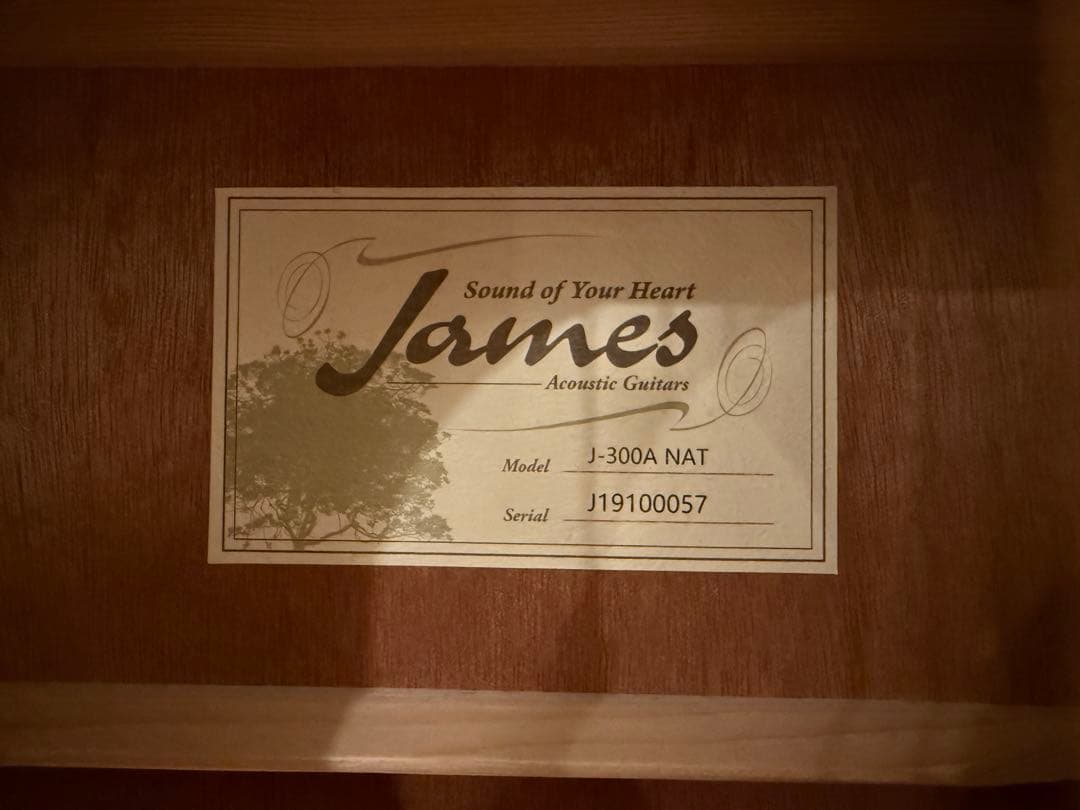 Sound of Your Heart
James
Acoustic Guitars
Model J-300A NAT
Serial J19100057